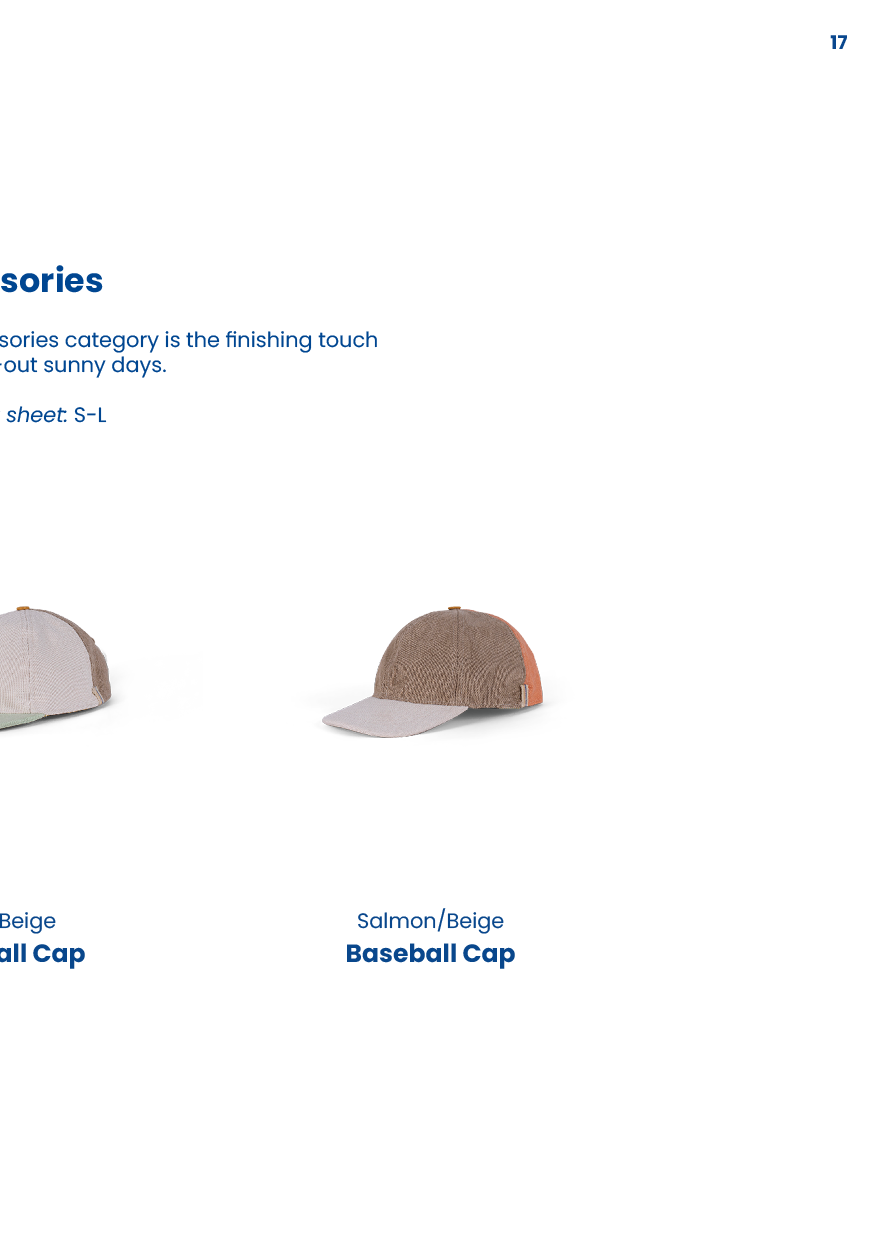 17
sories
sories category is the finishing touch
-out sunny days.
sheet: S-L
Beige
all Cap
Salmon/Beige
Baseball Cap